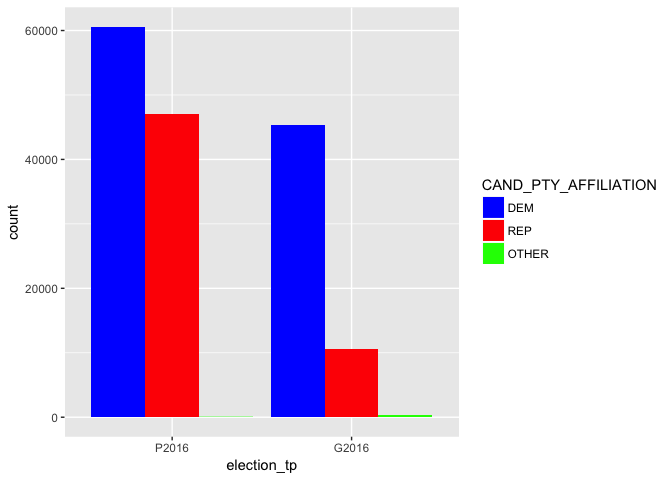 60000
40000
20000
0
count
P2016
G2016
election_tp
CAND_PTY_AFFILIATION
DEM
REP
OTHER